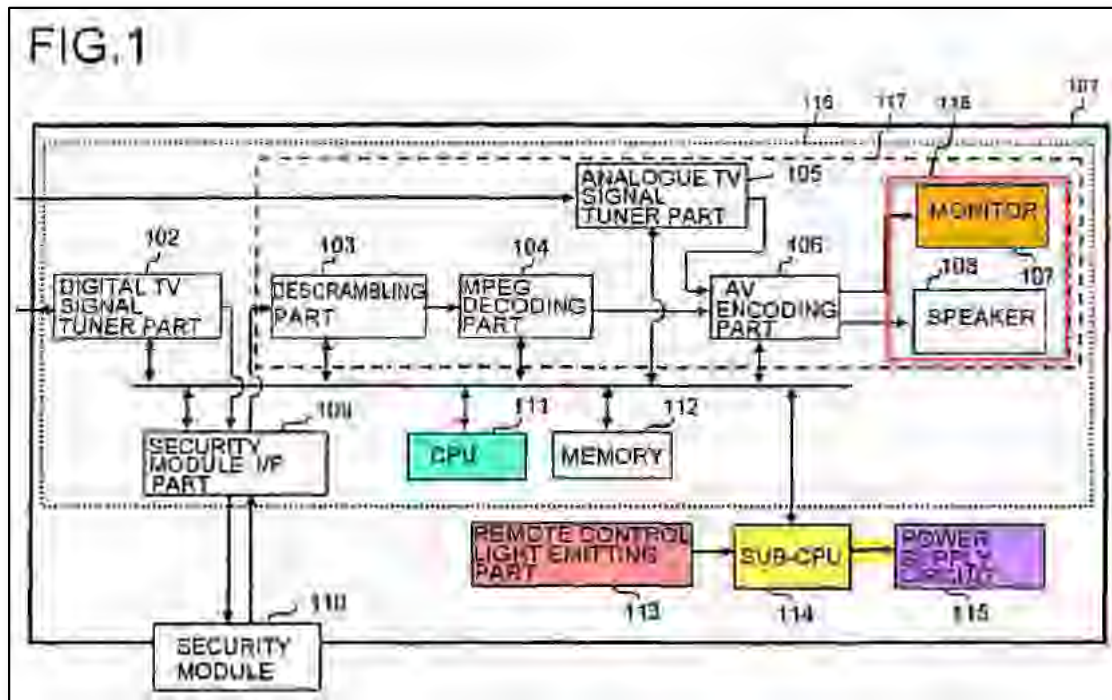 FIG.1
116
117
118
101
ANALOGUE TV
SIGNAL
TUNER PART
105
MONITOR
107
102
DIGITAL TV
SIGNAL
TUNER PART
103
DESCRAMBLING
PART
104
MPEG
DECODING
PART
106
AV
ENCODING
PART
108
SPEAKER
109
SECURITY
MODULE I/F
PART
111
CPU
112
MEMORY
REMOTE CONTROL
LIGHT EMITTING
PART
113
SUB-CPU
114
POWER
SUPPLY
115
110
SECURITY
MODULE